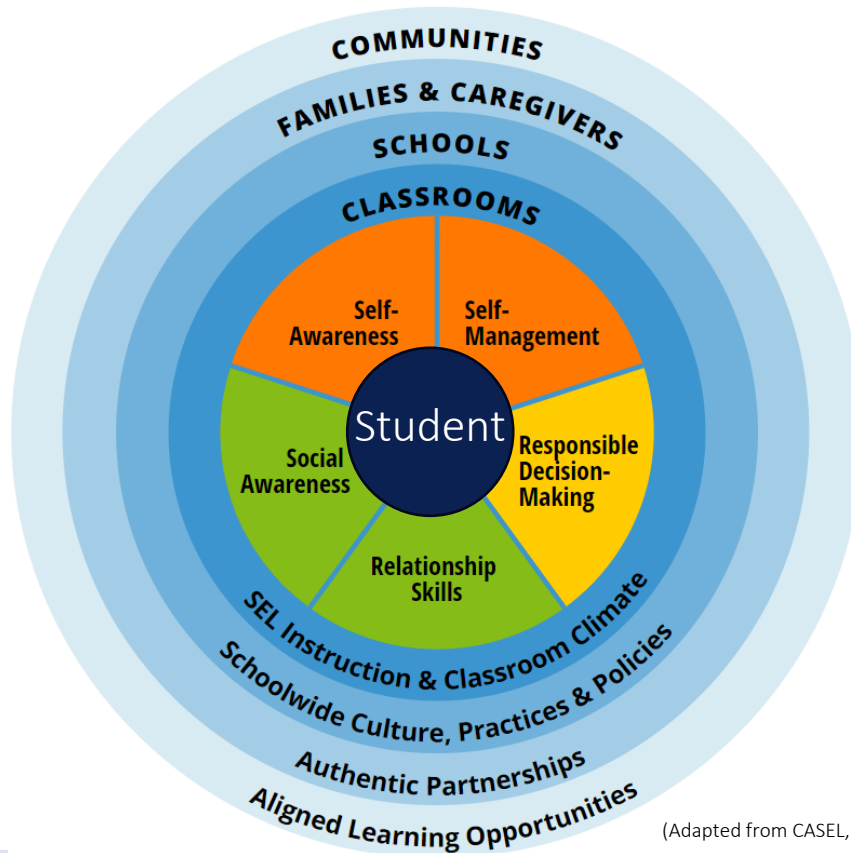 COMMUNITIES
FAMILIES & CAREGIVERS
SCHOOLS
CLASSROOMS
Self-
Awareness
Self-
Management
Student
Social
Awareness
Responsible
Decision-
Making
Relationship
Skills
SEL Instruction & Classroom Climate
Schoolwide Culture, Practices & Policies
Authentic Partnerships
Aligned Learning Opportunities
(Adapted from CASEL,